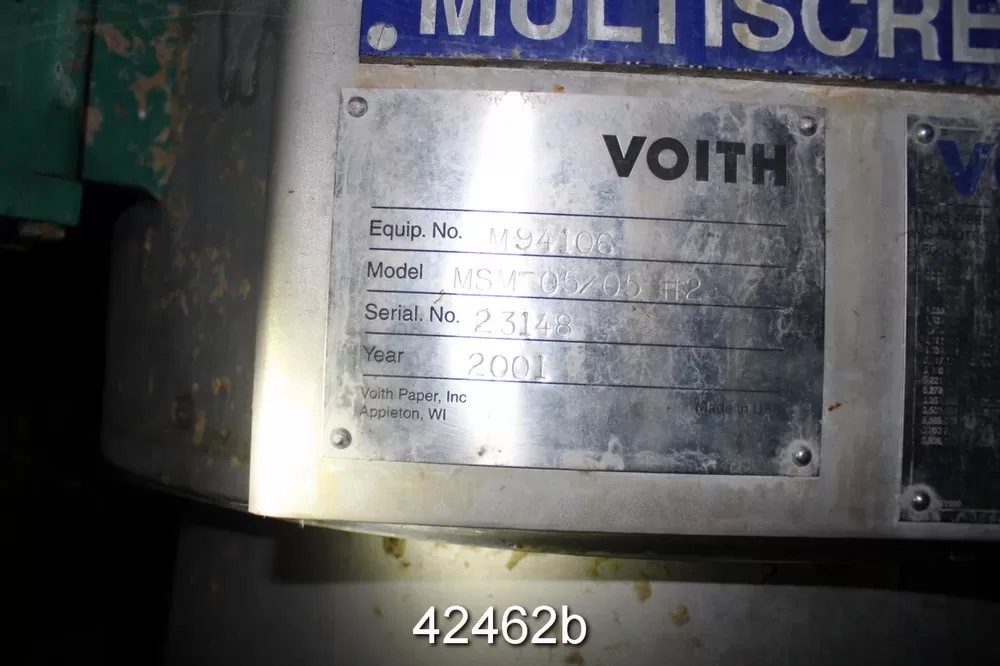 MULTISCRE
VOITH
Equip. No. M94106
Model MSM 05/05 H2
Serial. No. 23148
Year 2001
Voith Paper, Inc
Appleton, WI
Made in
V
42462b